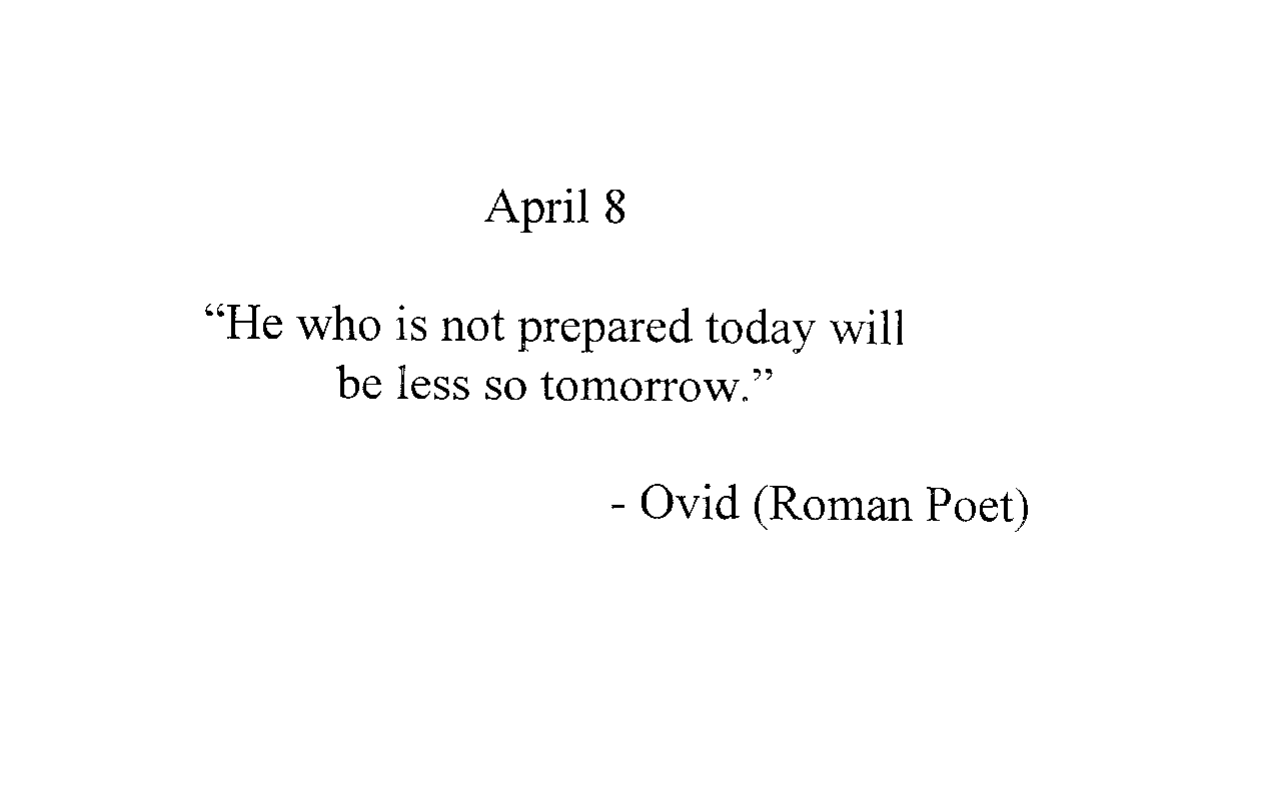 April 8
“He who is not prepared today will
be less so tomorrow.”
- Ovid (Roman Poet)